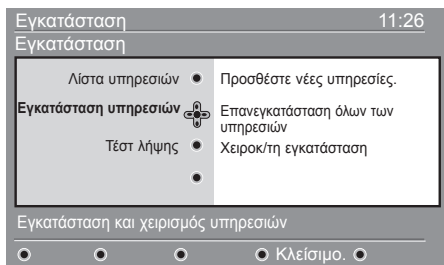 Εγκατάσταση 11:26
Εγκατάσταση
Λίστα υπηρεσιών Προσθέστε νέες υπηρεσίες.
Εγκατάσταση υπηρεσιών Επανεγκατάσταση όλων των
υπηρεσιών
Τέστ λήψης Χειροκ/τη εγκατάσταση
Εγκατάσταση και χειρισμός υπηρεσιών
Κλείσιμο.